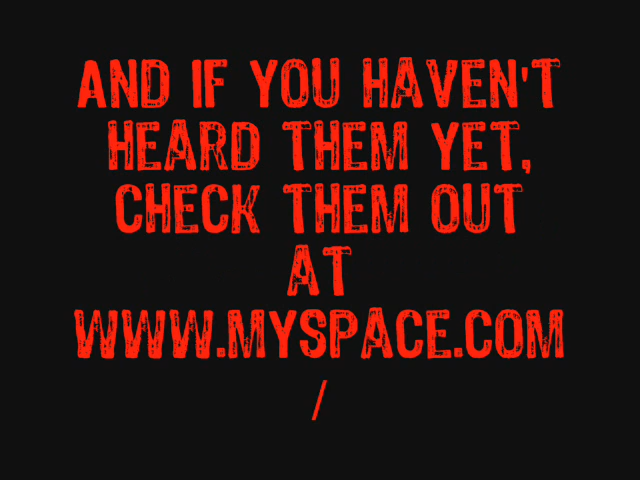 AND IF YOU HAVEN'T
HEARD THEM YET,
CHECK THEM OUT
AT
WWW.MYSPACE.COM
/